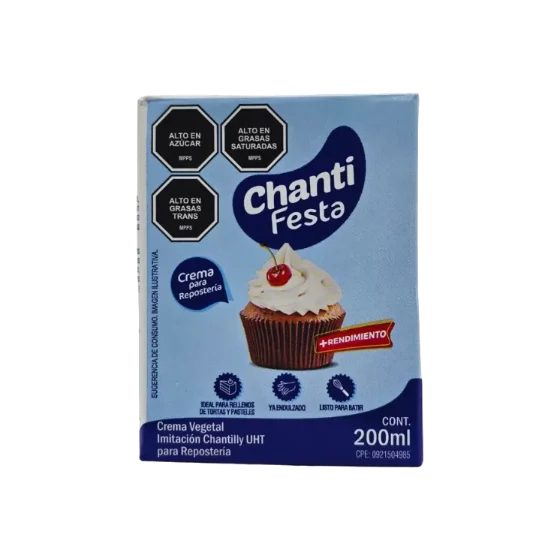 ALTO EN
AZÚCAR
MPPS
ALTO EN
GRASAS
SATURADAS
MPPS
ALTO EN
GRASAS
TRANS
MPPS
Chanti
Festa
Crema
para
Repostería
SUGERENCIA DE CONSUMO. IMAGEN ILUSTRATIVA.
+RENDIMIENTO
IDEAL PARA RELLENOS
DE TORTAS Y PASTELES
YA ENDULZADO
LISTO PARA BATIR
Crema Vegetal
Imitación Chantilly UHT
para Repostería
CONT.
200ml
CPE: 0921504985